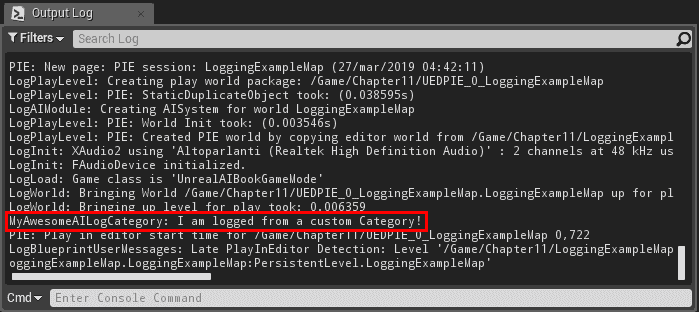 Output Log
Filters
Search Log
PIE: New page: PIE session: LoggingExampleMap (27/mar/2019 04:42:11)
LogPlayLevel: Creating play world package: /Game/Chapter11/UEDPIE_0_LoggingExampleMap
LogPlayLevel: PIE: StaticDuplicateObject took: (0.038595s)
LogAIModule: Creating AISystem for world LoggingExampleMap
LogPlayLevel: PIE: World Init took: (0.003546s)
LogPlayLevel: PIE: Created PIE world by copying editor world from /Game/Chapter11/LoggingExampl
LogInit: XAudio2 using 'Altoparlanti (Realtek High Definition Audio)' : 2 channels at 48 kHz us
LogInit: FAudioDevice initialized.
LogLoad: Game class is 'UnrealAIBookGameMode'
LogWorld: Bringing World /Game/Chapter11/UEDPIE_0_LoggingExampleMap.LoggingExampleMap up for pl
LogWorld: Bringing up level for play took: 0.006359
MyAwesomeAILogCategory: I am logged from a custom Category!
PIE: Play in editor start time for /Game/Chapter11/UEDPIE_0_LoggingExampleMap 0,722
LogBlueprintUserMessages: Late PlayInEditor Detection: Level '/Game/Chapter11/LoggingExampleMap
oggingExampleMap.LoggingExampleMap:PersistentLevel.LoggingExampleMap'
Cmd
Enter Console Command